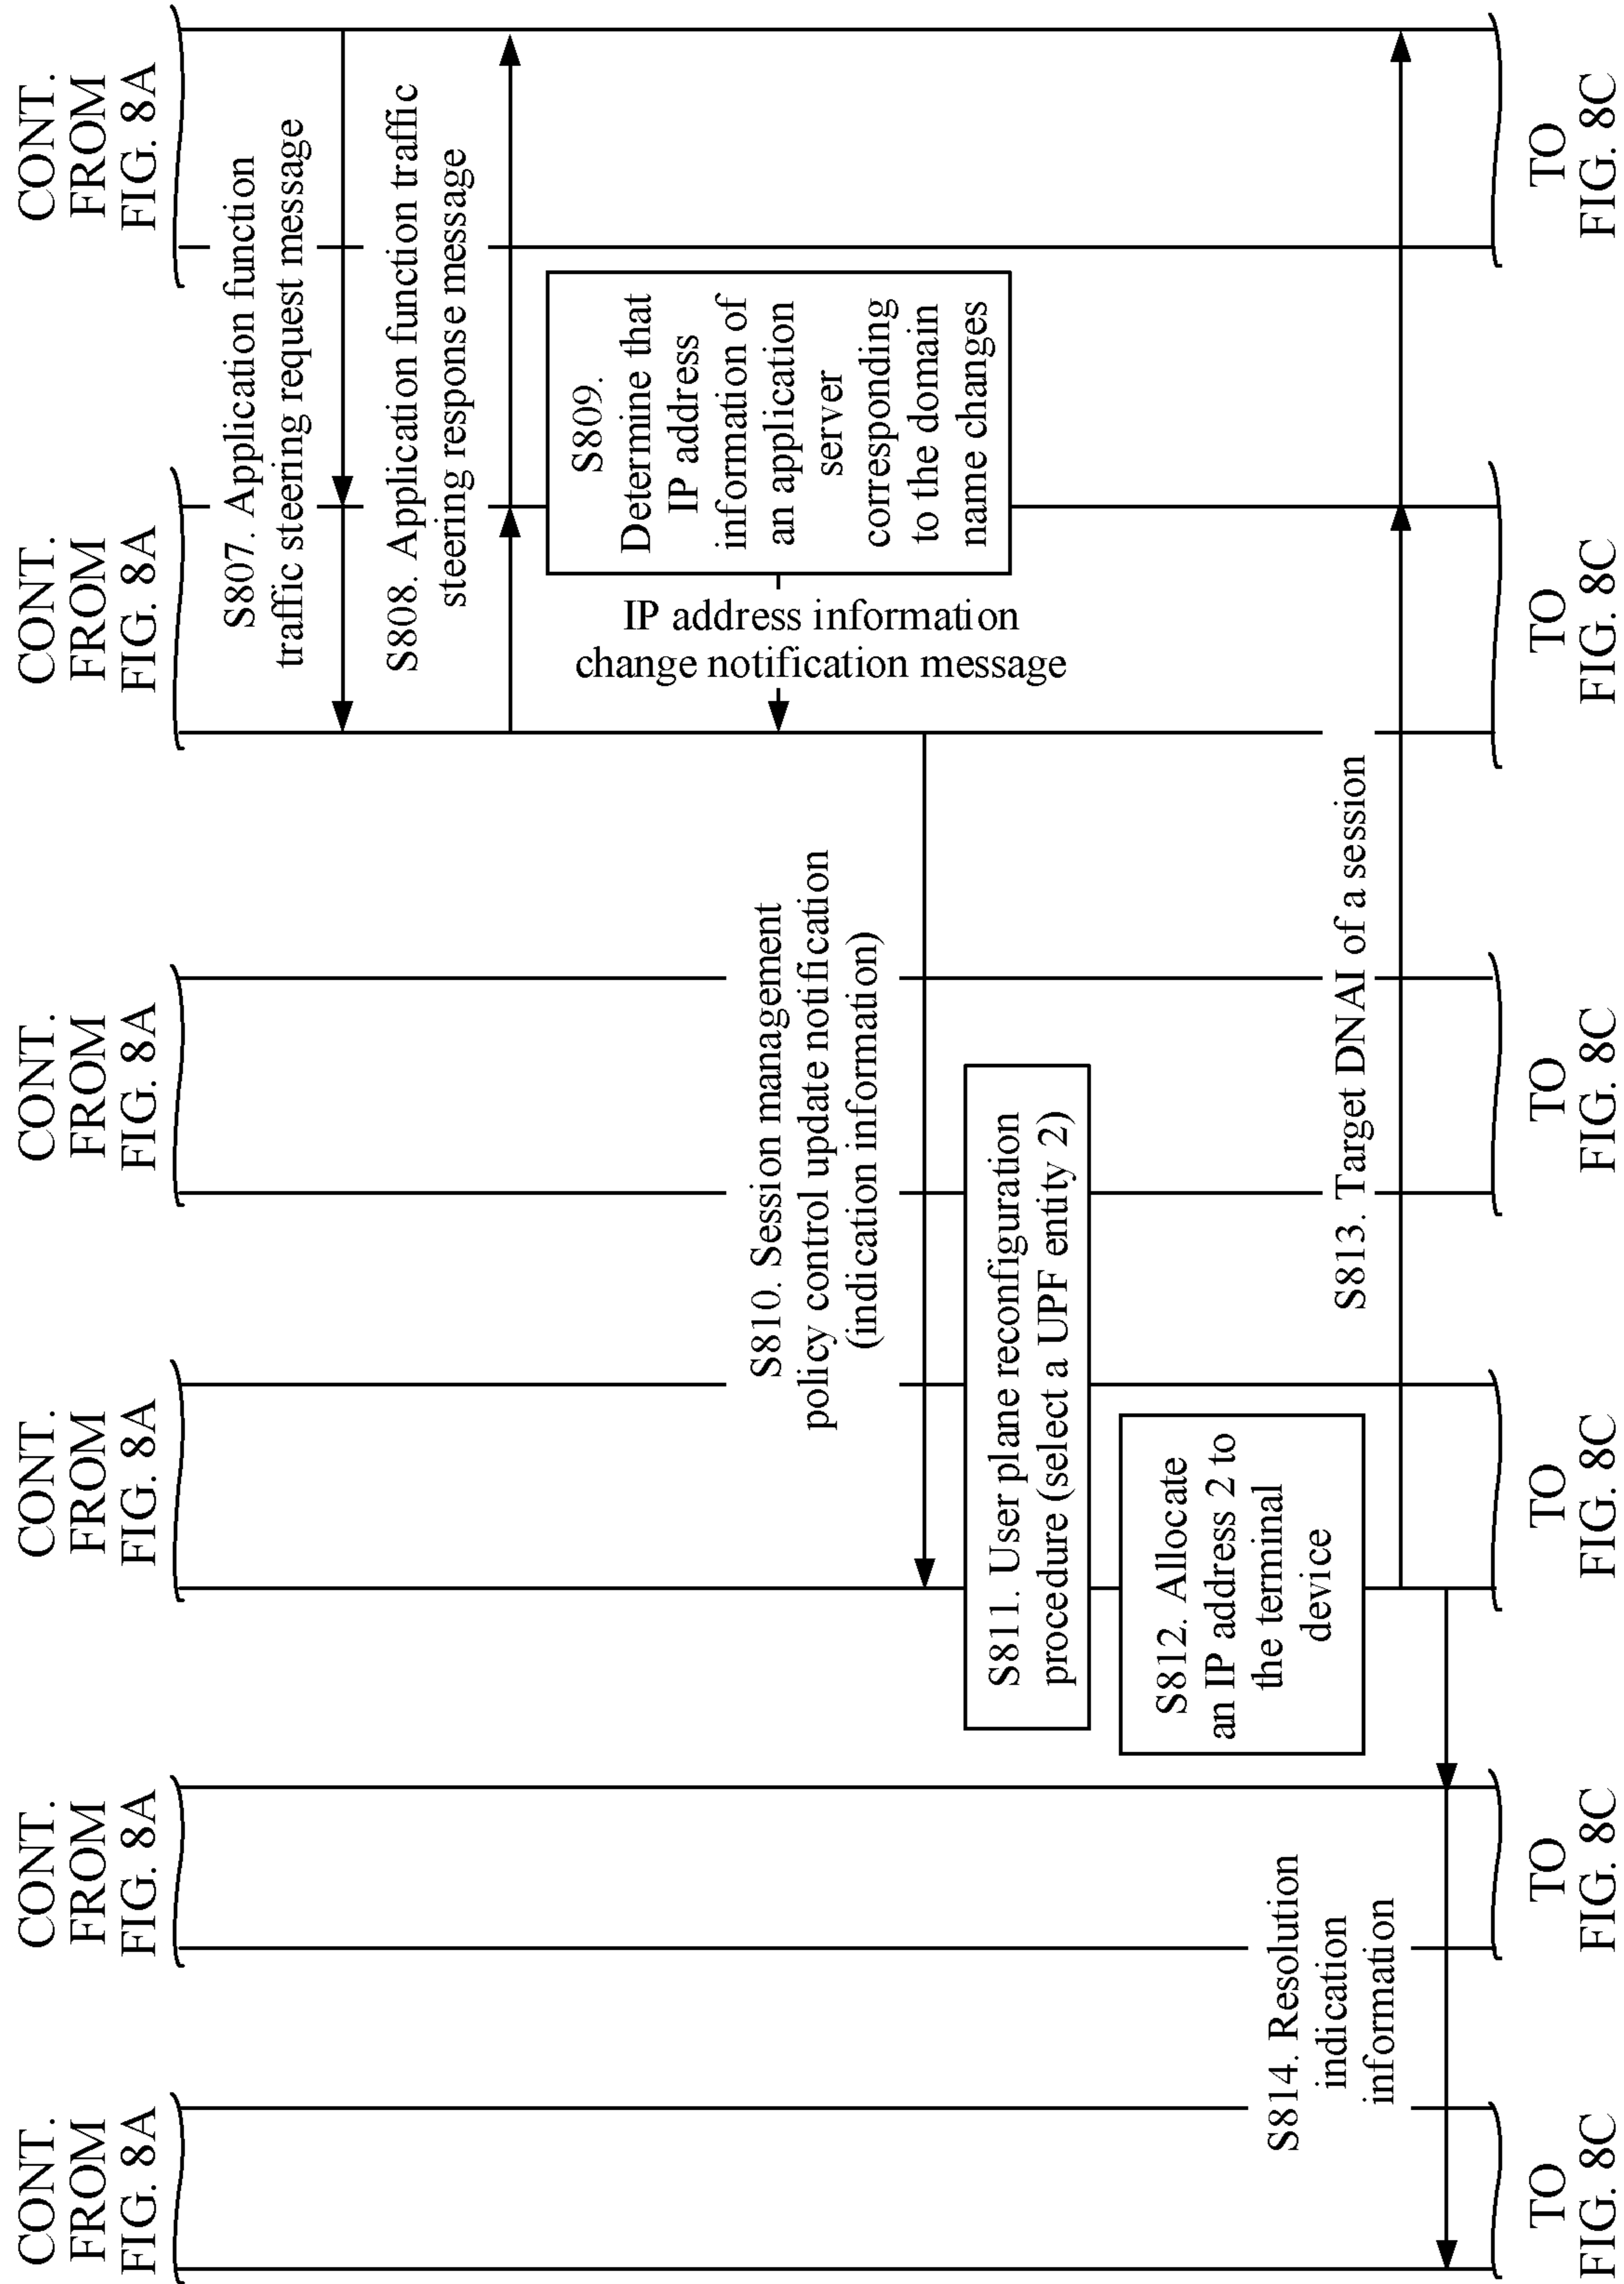 CONT.
FROM
FIG. 8A
CONT.
FROM
FIG. 8A
CONT.
FROM
FIG. 8A
CONT.
FROM
FIG. 8A
CONT.
FROM
FIG. 8A
CONT.
FROM
FIG. 8A
S807. Application function
traffic steering request message
S808. Application function traffic
steering response message
S809.
Determine that
IP address
information of
an application
server
corresponding
to the domain
name changes
IP address information
change notification message
S810. Session management
policy control update notification
(indication information)
S811. User plane reconfiguration
procedure (select a UPF entity 2)
S812. Allocate
an IP address 2 to
the terminal
device
S813. Target DNAI of a session
S814. Resolution
indication
information
TO
FIG. 8C
TO
FIG. 8C
TO
FIG. 8C
TO
FIG. 8C
TO
FIG. 8C
TO
FIG. 8C